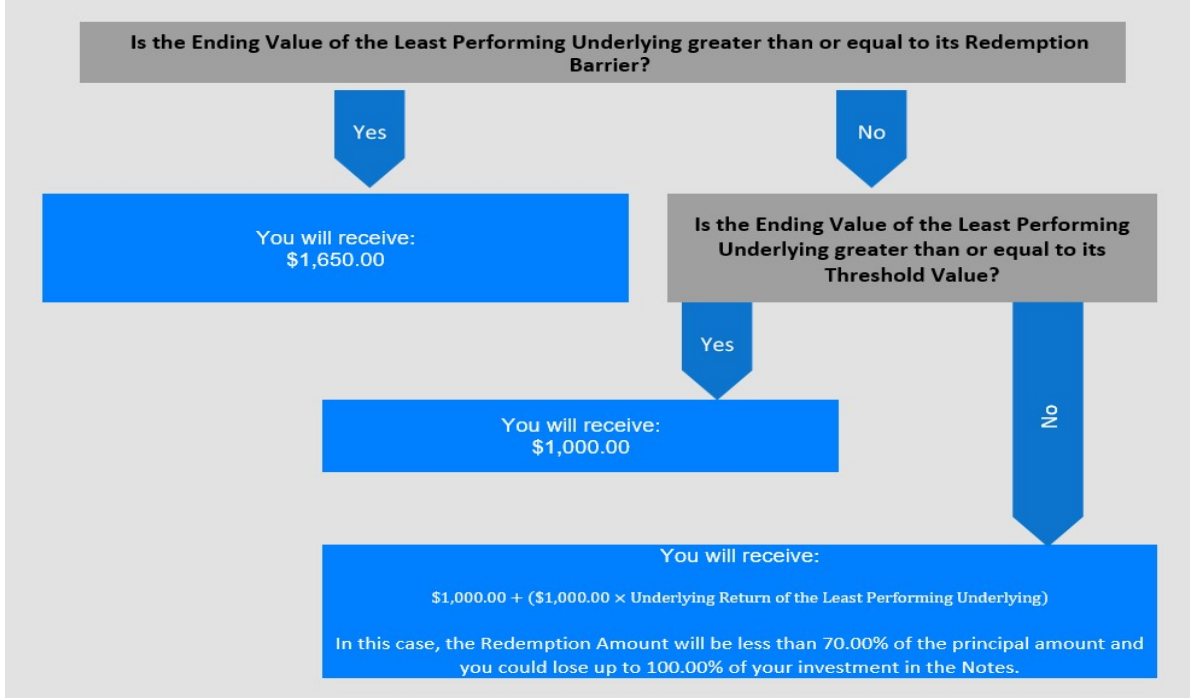 Is the Ending Value of the Least Performing Underlying greater than or equal to its Redemption
Barrier?
Yes
No
You will receive:
$1,650.00
Is the Ending Value of the Least Performing
Underlying greater than or equal to its
Threshold Value?
Yes
No
You will receive:
$1,000.00
You will receive:
$1,000.00 + ($1,000.00 × Underlying Return of the Least Performing Underlying)
In this case, the Redemption Amount will be less than 70.00% of the principal amount and
you could lose up to 100.00% of your investment in the Notes.